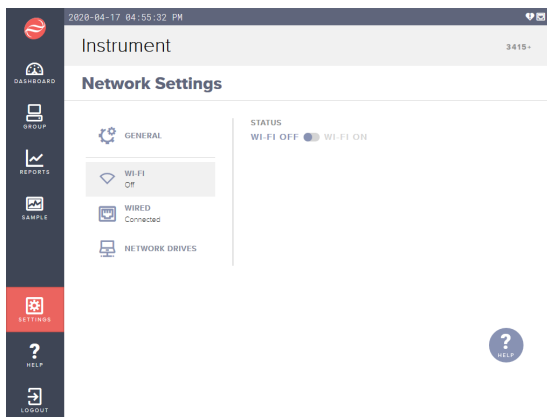 2020-04-17 04:55:32 PM
Instrument
3415+
Network Settings
DASHBOARD
GROUP
REPORTS
SAMPLE
SETTINGS
? HELP
LOGOUT
GENERAL
WI-FI
Off
WIRED
Connected
NETWORK DRIVES
STATUS
WI-FI OFF WI-FI ON
?
HELP